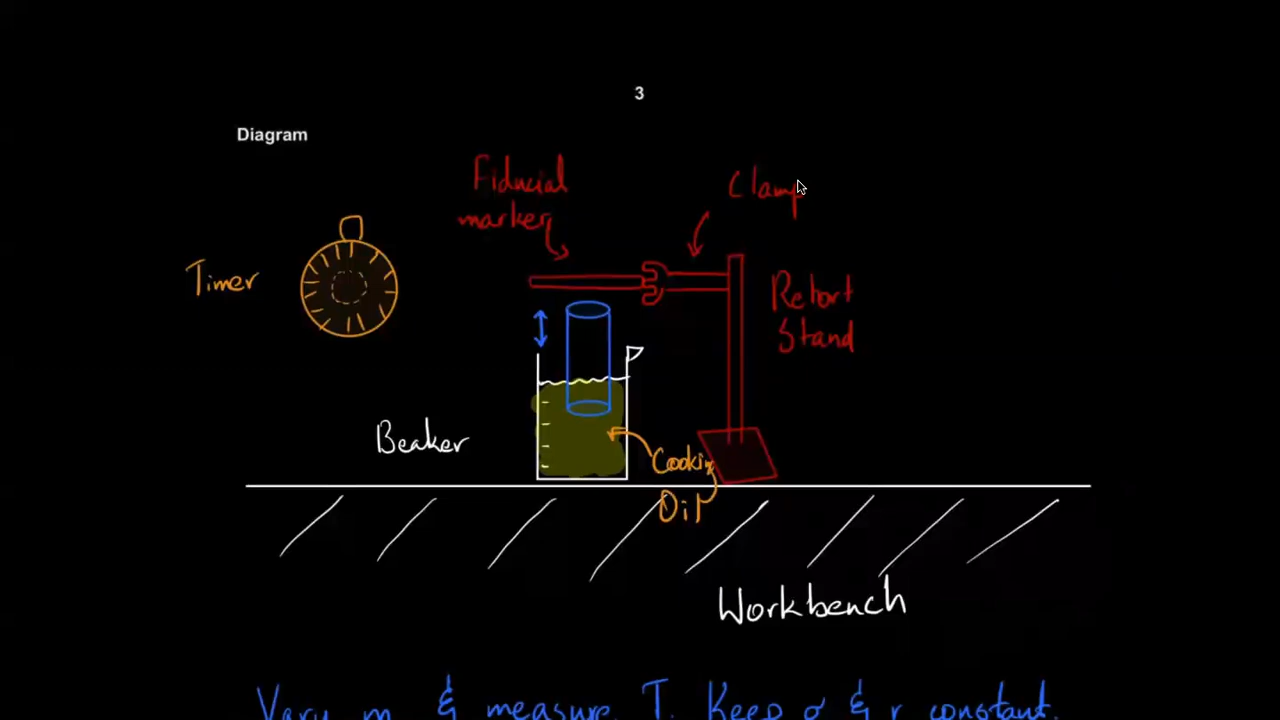 3
Diagram
Fiducial
marker
Clamp
Timer
Retort
Stand
Beaker
Cooking
Oil
Workbench
Vary m & measure T. Keep σ & r constant.